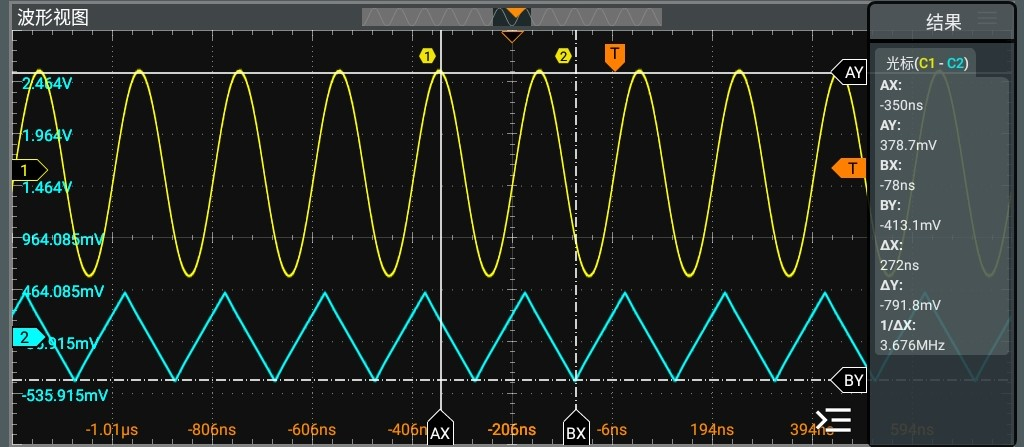 波形视图
结果
1
2
T
光标(C1 - C2)
AY
2.464V
AX:
-350ns
AY:
378.7mV
1.964V
1
T
BX:
-78ns
1.464V
BY:
-413.1mV
964.085mV
ΔX:
272ns
464.085mV
ΔY:
-791.8mV
2
.915mV
1/ΔX:
3.676MHz
BY
-535.915mV
-1.01μs
-806ns
-606ns
-406ns
AX
-206ns
BX
-6ns
194ns
394ns
594ns